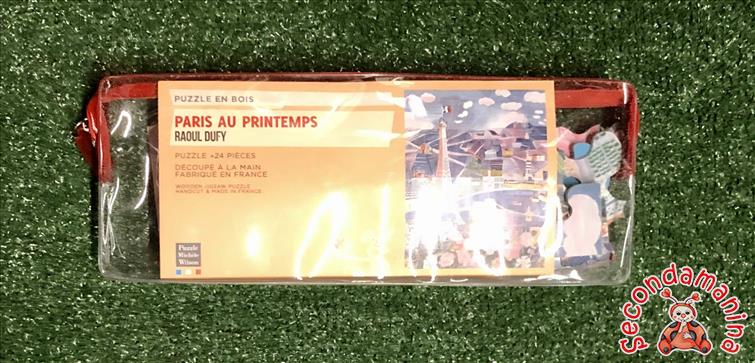 PUZZLE EN BOIS
PARIS AU PRINTEMPS
RAOUL DUFY
PUZZLE +24 PIÈCES
DÉCOUPÉ À LA MAIN
FABRIQUÉ EN FRANCE
WOODEN JIGSAW PUZZLE
HANDCUT & MADE IN FRANCE
Puzzle
Michèle
Wilson
Secondamanina